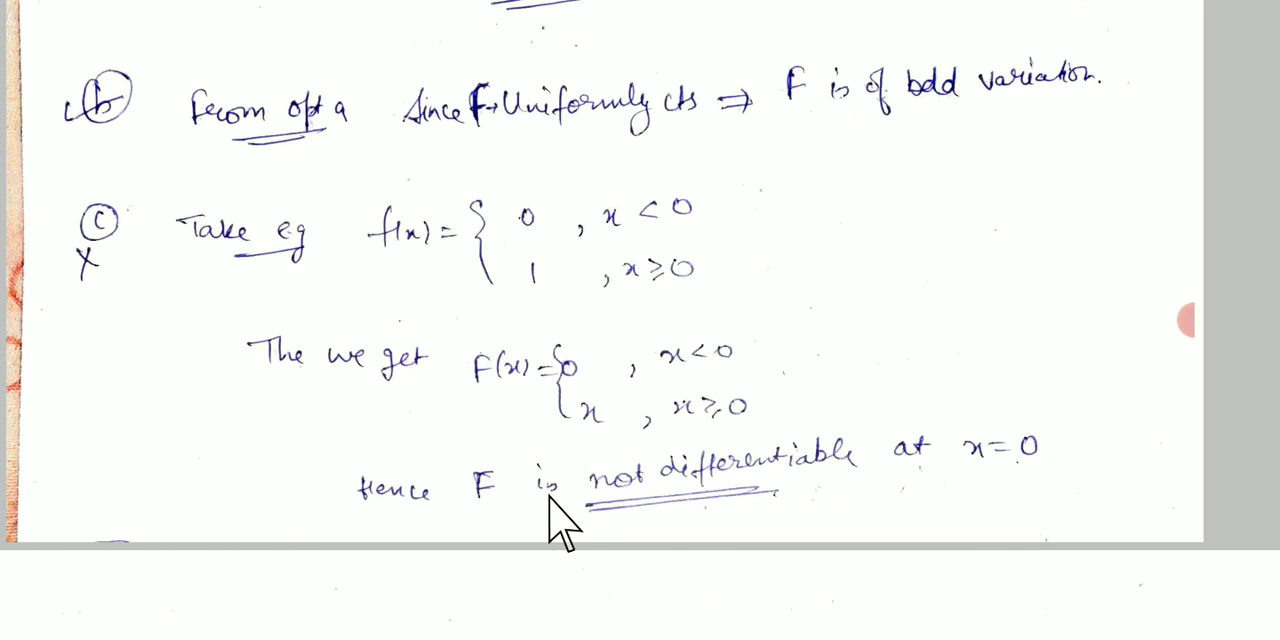 (b) From opt a Since F → Uniformly cts ⇒ F is of bdd variation.
(c) Take eg f(x) = { 0 , x < 0
X 1 , x ≥ 0
The we get F(x) = { 0 , x < 0
x , x ≥ 0
Hence F is not differentiable at x = 0